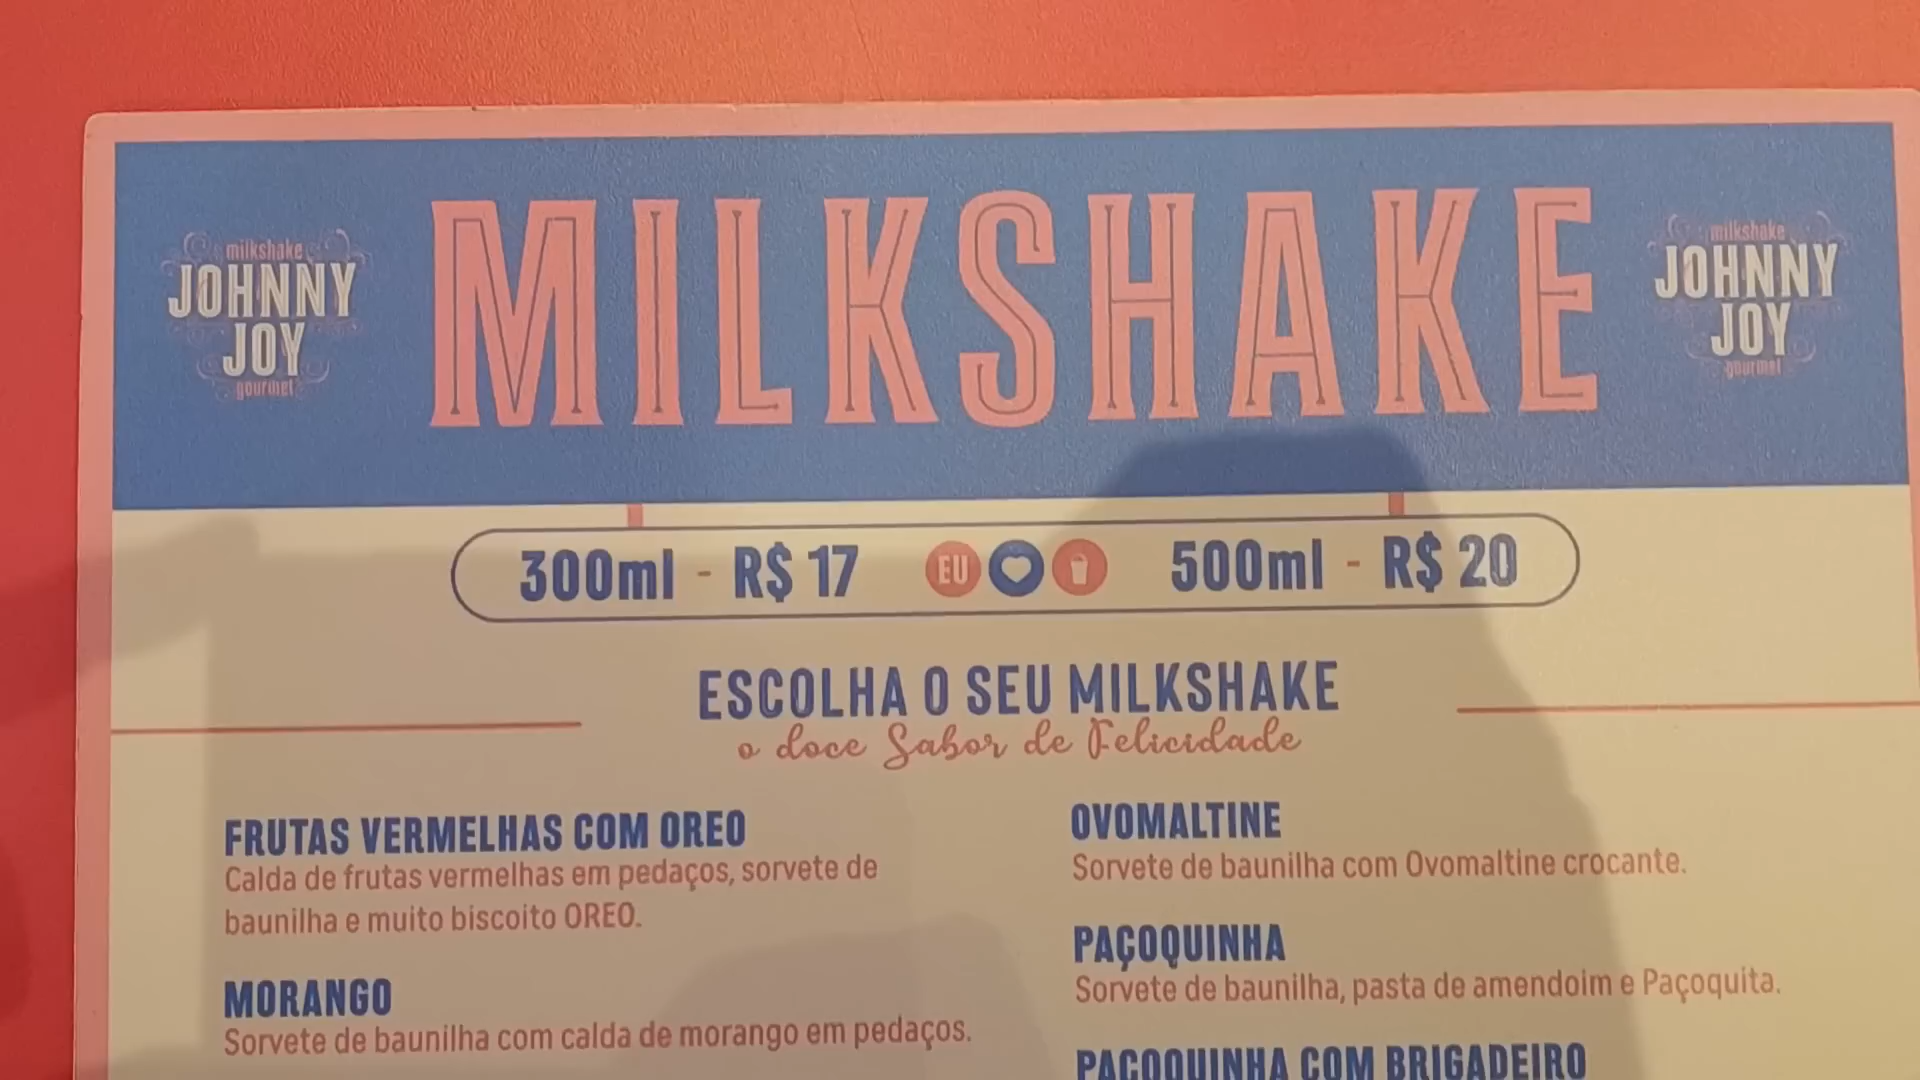 milkshake
JOHNNY
JOY
gourmet
MILKSHAKE
milkshake
JOHNNY
JOY
gourmet
300ml - R$ 17 EU 500ml - R$ 20
ESCOLHA O SEU MILKSHAKE
o doce Sabor de Felicidade
FRUTAS VERMELHAS COM OREO
Calda de frutas vermelhas em pedaços, sorvete de
baunilha e muito biscoito OREO.
MORANGO
Sorvete de baunilha com calda de morango em pedaços.
OVOMALTINE
Sorvete de baunilha com Ovomaltine crocante.
PAÇOQUINHA
Sorvete de baunilha, pasta de amendoim e Paçoquita.
PAÇOQUINHA COM BRIGADEIRO